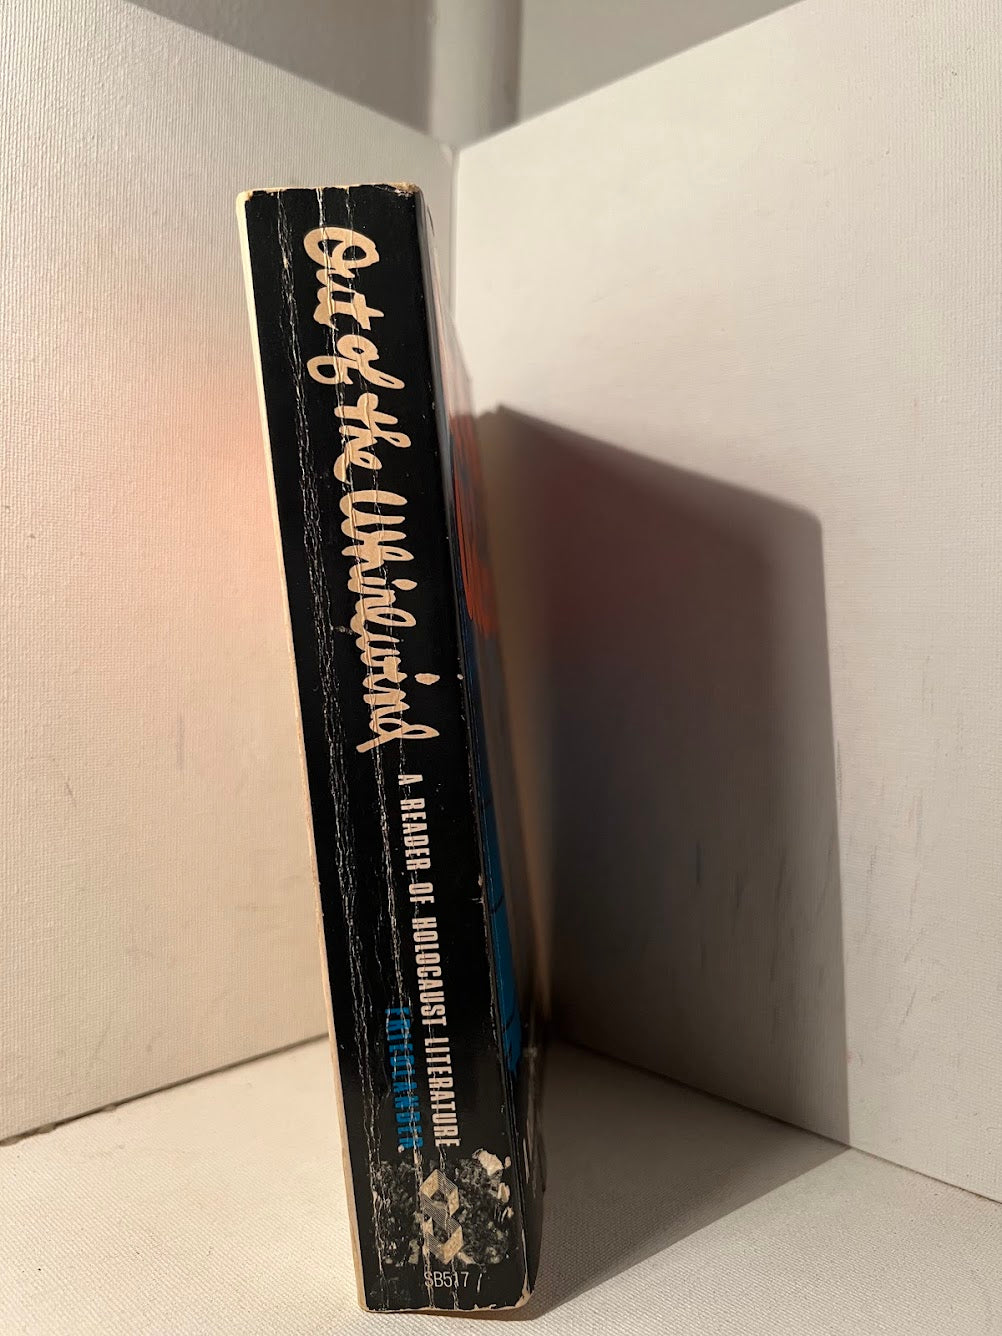 Out of the Whirlwind
A READER OF HOLOCAUST LITERATURE
FRIEDLANDER
SB517